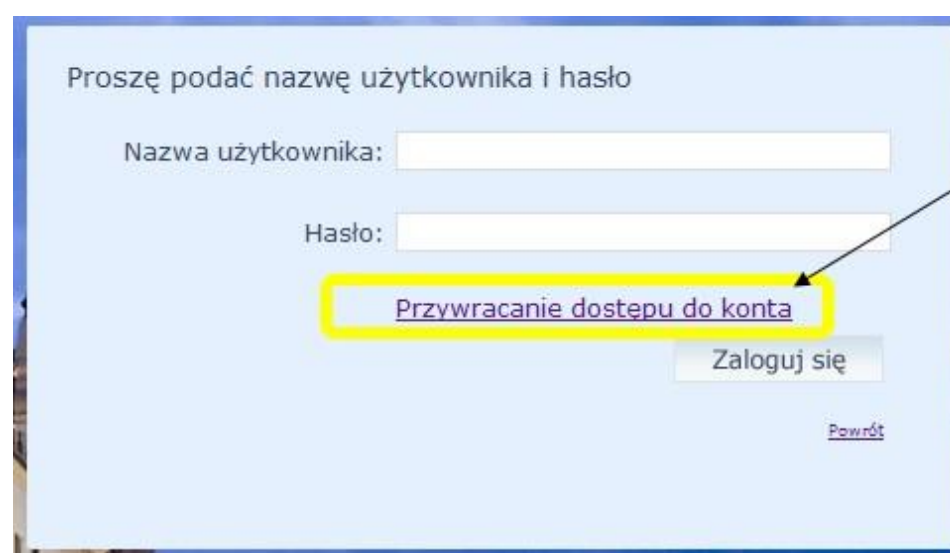 Proszę podać nazwę użytkownika i hasło
Nazwa użytkownika:
Hasło:
Przywracanie dostępu do konta
Zaloguj się
Powrót